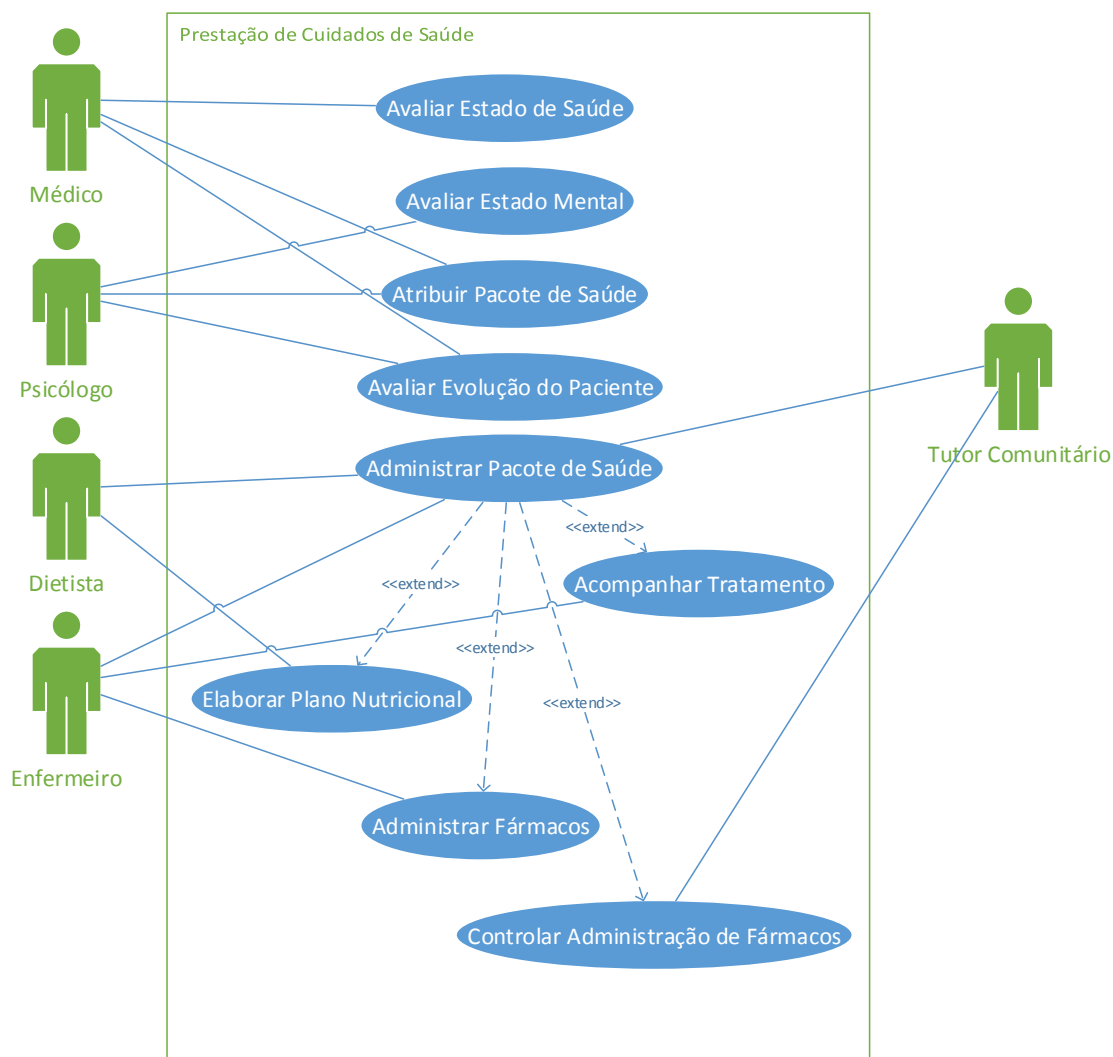 Prestação de Cuidados de Saúde
Avaliar Estado de Saúde
Médico
Avaliar Estado Mental
Atribuir Pacote de Saúde
Psicólogo
Avaliar Evolução do Paciente
Tutor Comunitário
Administrar Pacote de Saúde
<<extend>>
Dietista
Acompanhar Tratamento
<<extend>>
<<extend>>
Elaborar Plano Nutricional
<<extend>>
Enfermeiro
Administrar Fármacos
Controlar Administração de Fármacos